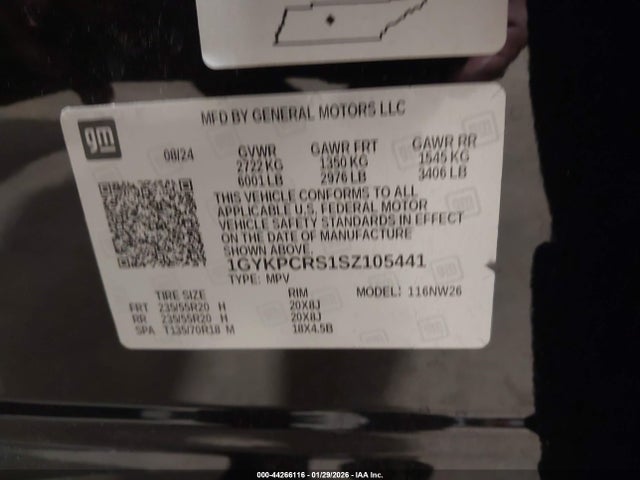 MFD BY GENERAL MOTORS LLC
gm
08/24 GVWR GAWR FRT GAWR RR
2722 KG 1350 KG 1545 KG
6001 LB 2976 LB 3406 LB
THIS VEHICLE CONFORMS TO ALL
APPLICABLE U.S. FEDERAL MOTOR
VEHICLE SAFETY STANDARDS IN EFFECT
ON THE DATE OF MANUFACTURE
SHOWN ABOVE.
1GYKPCRS1SZ105441
TYPE: MPV
TIRE SIZE RIM MODEL: 116NW26
FRT 235/55R20 H 20X8J
RR 235/55R20 H 20X8J
SPA T135/70R18 M 18X4.5B
000-44266116 - 01/29/2026 - IAA Inc.